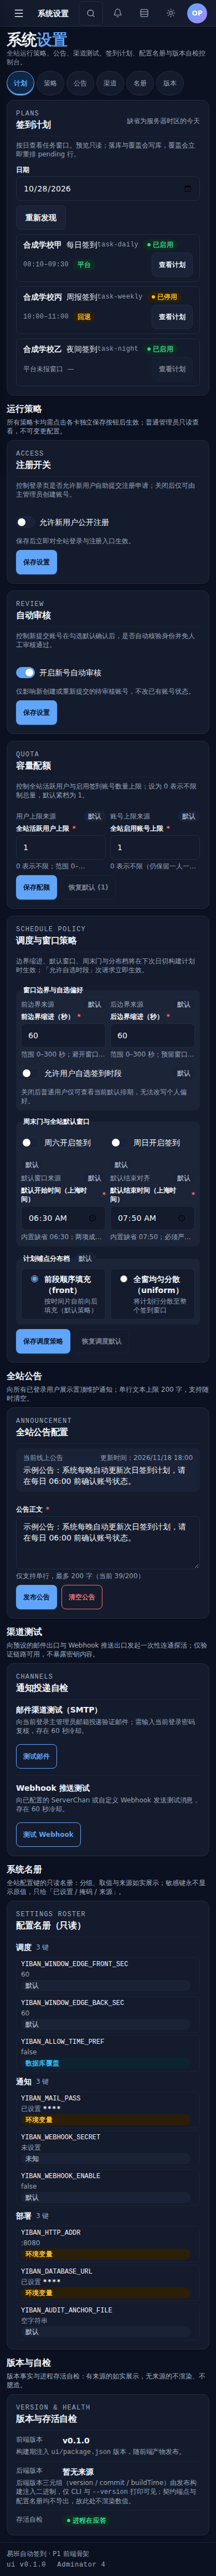 系统设置
OP
系统设置
全站运行策略、公告、渠道测试、签到计划、配置名册与版本自检控制台。
计划
策略
公告
渠道
名册
版本
PLANS
签到计划
缺省为服务器时区的今天
按日查看任务窗口。预览只读；落库会覆盖会写库，覆盖会立即重排 pending 行。
日期
10/28/2026
重新发现
合成学校甲 每日签到 task-daily 已启用
08:10–09:30 平台
查看计划
合成学校丙 周报签到 task-weekly 已停用
10:00–11:00 回退
查看计划
合成学校乙 夜间签到 task-night 已启用
平台未报窗口 —
查看计划
运行策略
所有策略卡均需点击各卡独立保存按钮后生效；普通管理员只读查看，不可变更配置。
ACCESS
注册开关
控制登录页是否允许新用户自助提交注册申请；关闭后仅可由主管理员创建账号。
允许新用户公开注册
保存后立即对站点登录与注册入口生效。
保存设置
REVIEW
自动审核
控制新提交账号在勾选默认确认后，是否自动核验身份并免人工审核通过。
开启新号自动审核
仅影响新创建或重新提交的待审核账号，不改已有账号状态。
保存设置
QUOTA
容量配额
控制全站活跃用户与启用签到账号数量上限；设为 0 表示不限制总量，默认档为 1。
用户上限来源 默认
账号上限来源 默认
全站活跃用户上限 *
全站启用账号上限 *
1
1
0 表示不限；范围 0–…
0 表示不限（仍保留一人一…
保存配额
恢复默认 (1)
SCHEDULE POLICY
调度与窗口策略
边界缩进、默认窗口、周末门与分布档将在下次日切构建计划时生效；「允许自选时段」次请求立即生效。
窗口边界与自选偏好
前边界来源 默认
后边界来源 默认
前边界缩进（秒） *
后边界缩进（秒） *
60
60
范围 0–300 秒；避开窗口…
范围 0–300 秒；预留窗口…
允许用户自选签到时段 默认
关闭后普通用户仅可查看当前默认排期，无法改写个人偏好。
周末门与全站默认窗口
周六开启签到
周日开启签到
默认
默认
默认窗口来源 默认
默认结束对齐 默认
默认开始时间（上海时间） *
默认结束时间（上海时间） *
06:30 AM
07:50 AM
内置缺省 06:30；两项成…
内置缺省 07:50；必须严…
计划铺点分布档 默认
前段顺序填充（front）
按时间片从前向后填充（默认策略）
全窗均匀分散（uniform）
将计划行分散至整个签到窗口
保存调度策略
恢复调度默认
全站公告
向所有已登录用户展示置顶维护通知；单行文本上限 200 字，支持随时清空。
ANNOUNCEMENT
全站公告配置
当前线上公告
更新时间：2026/11/18 18:00
示例公告：系统每晚自动更新次日签到计划，请在每日 06:00 前确认账号状态。
公告正文 *
示例公告：系统每晚自动更新次日签到计划，请在每日 06:00 前确认账号状态。
仅支持单行，最多 200 字（当前 39/200）
发布公告
清空公告
渠道测试
向预设的邮件出口与 Webhook 推送出口发起一次性连通探活；仅验证链路可用，不暴露密钥内容。
CHANNELS
通知投递自检
邮件渠道测试（SMTP）
向当前登录主管理员邮箱投递验证邮件；需输入当前登录密码复核，存在 60 秒冷却。
测试邮件
Webhook 推送测试
向已配置的 ServerChan 或自定义 Webhook 发送测试消息，存在 60 秒冷却。
测试 Webhook
系统名册
全站配置键的只读名册：分组、取值与来源如实展示；敏感键永不显示原值，只给「已设置 / 掩码 / 来源」。
SETTINGS ROSTER
配置名册（只读）
调度 3 键
YIBAN_WINDOW_EDGE_FRONT_SEC
60
默认
YIBAN_WINDOW_EDGE_BACK_SEC
60
默认
YIBAN_ALLOW_TIME_PREF
false
数据库覆盖
通知 3 键
YIBAN_MAIL_PASS
已设置 ****
环境变量
YIBAN_WEBHOOK_SECRET
未设置
未知
YIBAN_WEBHOOK_ENABLE
false
默认
部署 3 键
YIBAN_HTTP_ADDR
:8080
环境变量
YIBAN_DATABASE_URL
已设置 ****
环境变量
YIBAN_AUDIT_ANCHOR_FILE
空字符串
默认
版本与自检
版本事实与进程存活自检：有来源的如实展示，无来源的不渲染、不臆造。
VERSION & HEALTH
版本与存活自检
前端版本 v0.1.0
构建期注入 ui/package.json 版本，随前端产物发布。
后端版本 暂无来源
后端版本三元组（version / commit / buildTime）由发布构建注入二进制，仅 CLI 与 --version 打印可见；契约端点与配置名册均不导出，故此处不渲染数值。
存活自检 进程在应答
易班自动签到 · P1 前端骨架
ui v0.1.0 Adminator 4